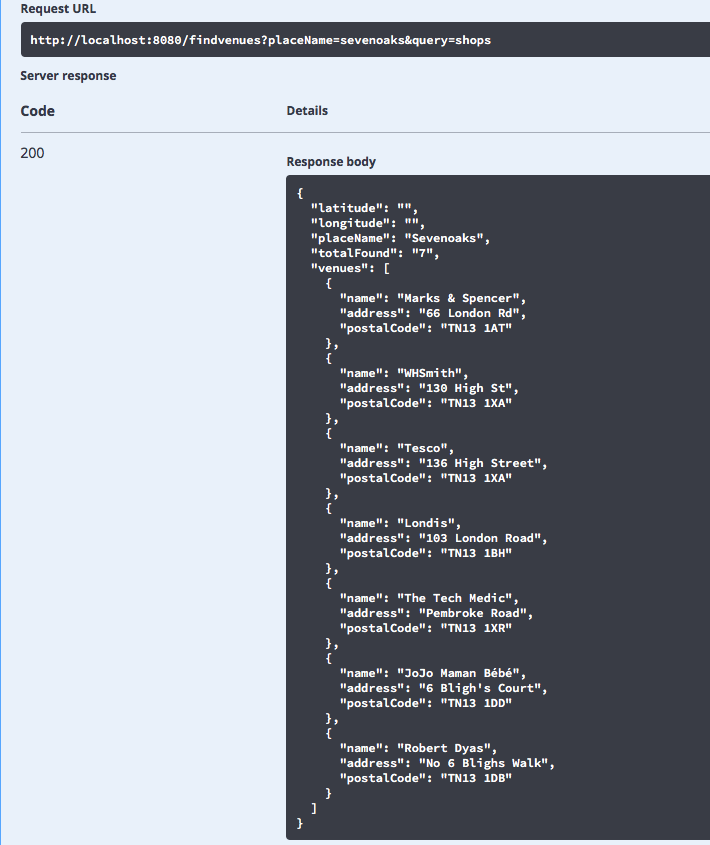 Request URL
http://localhost:8080/findvenues?placeName=sevenoaks&query=shops
Server response
Code Details
200
Response body
{
"latitude": "",
"longitude": "",
"placeName": "Sevenoaks",
"totalFound": "7",
"venues": [
{
"name": "Marks & Spencer",
"address": "66 London Rd",
"postalCode": "TN13 1AT"
},
{
"name": "WHSmith",
"address": "130 High St",
"postalCode": "TN13 1XA"
},
{
"name": "Tesco",
"address": "136 High Street",
"postalCode": "TN13 1XA"
},
{
"name": "Londis",
"address": "103 London Road",
"postalCode": "TN13 1BH"
},
{
"name": "The Tech Medic",
"address": "Pembroke Road",
"postalCode": "TN13 1XR"
},
{
"name": "JoJo Maman Bébé",
"address": "6 Bligh's Court",
"postalCode": "TN13 1DD"
},
{
"name": "Robert Dyas",
"address": "No 6 Blighs Walk",
"postalCode": "TN13 1DB"
}
]
}